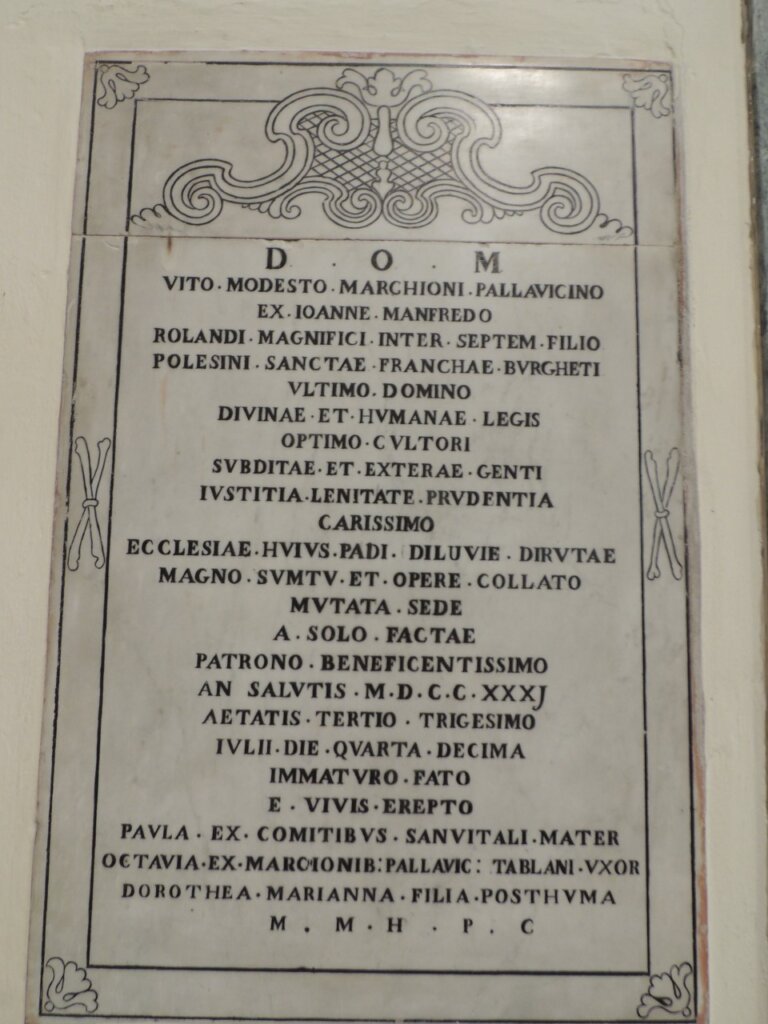 D . O . M
VITO · MODESTO · MARCHIONI · PALLAVICINO
EX · IOANNE · MANFREDO
ROLANDI · MAGNIFICI · INTER · SEPTEM · FILIO
POLESINI · SANCTAE · FRANCHAE · BVRGHETI
VLTIMO · DOMINO
DIVINAE · ET · HVMANAE · LEGIS
OPTIMO · CVLTORI
SVBDITAE · ET · EXTERAE · GENTI
IVSTITIA · LENITATE · PRVDENTIA
CARISSIMO
ECCLESIAE · HVIVS · PADI · DILUVIE · DIRVTAE
MAGNO · SVMTV · ET · OPERE · COLLATO
MVTATA · SEDE
A · SOLO · FACTAE
PATRONO · BENEFICENTISSIMO
AN SALVTIS · M · D · C · C · XXXJ
AETATIS · TERTIO · TRIGESIMO
IVLII · DIE · QVARTA · DECIMA
IMMATVRO · FATO
E · VIVIS · EREPTO
PAVLA · EX · COMITIBVS · SANVITALI · MATER
OCTAVIA · EX · MARCHIONIB: PALLAVIC: TABLANI · VXOR
DOROTHEA · MARIANNA · FILIA · POSTHVMA
M . M · H . P . C